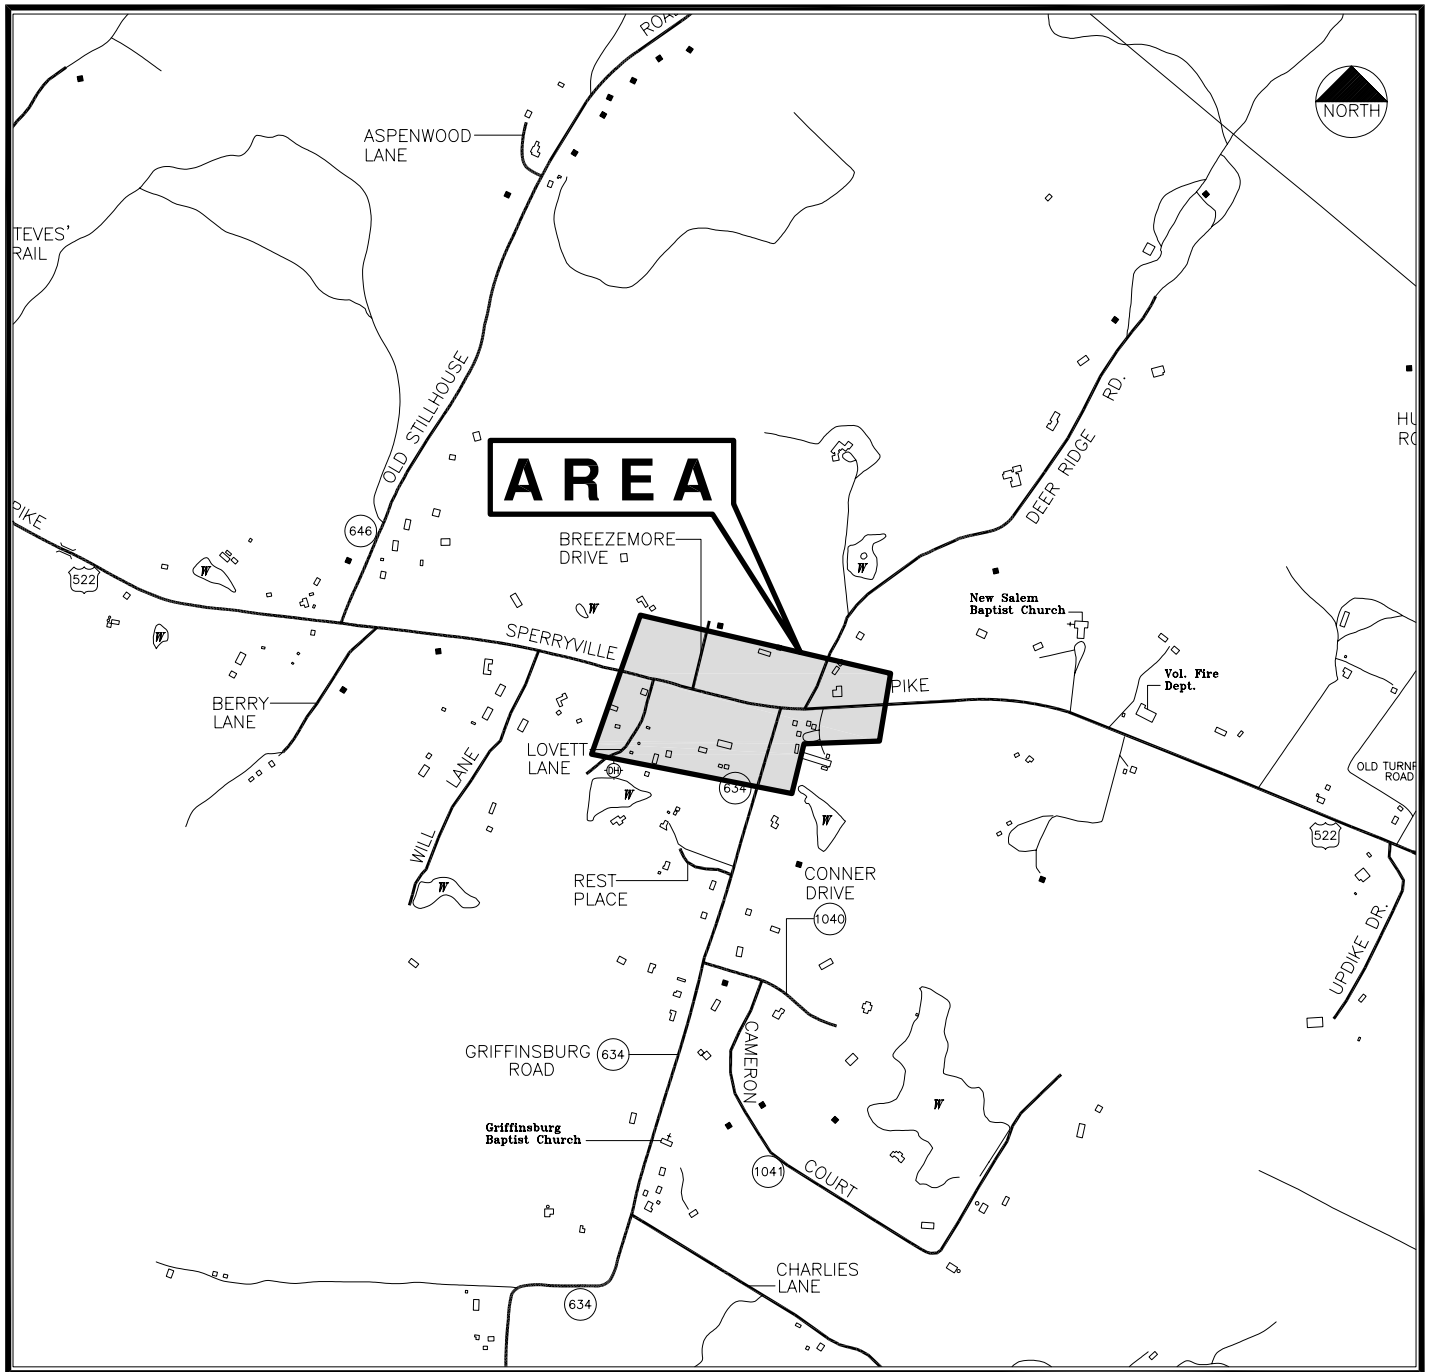 ROAD
NORTH
ASPENWOOD
LANE
TEVES'
RAIL
OLD STILLHOUSE
RD.
DEER RIDGE
AREA
PIKE
646
522
BREEZEMORE
DRIVE
W
W
W
W
New Salem
Baptist Church
SPERRYVILLE
PIKE
Vol. Fire
Dept.
BERRY
LANE
LOVETT
LANE
DH
LANE
WILL
634
W
W
W
OLD TURNP
ROAD
522
REST
PLACE
CONNER
DRIVE
1040
UPDIKE DR.
GRIFFINSBURG
ROAD
634
CAMERON
W
Griffinsburg
Baptist Church
1041
COURT
CHARLIES
LANE
634